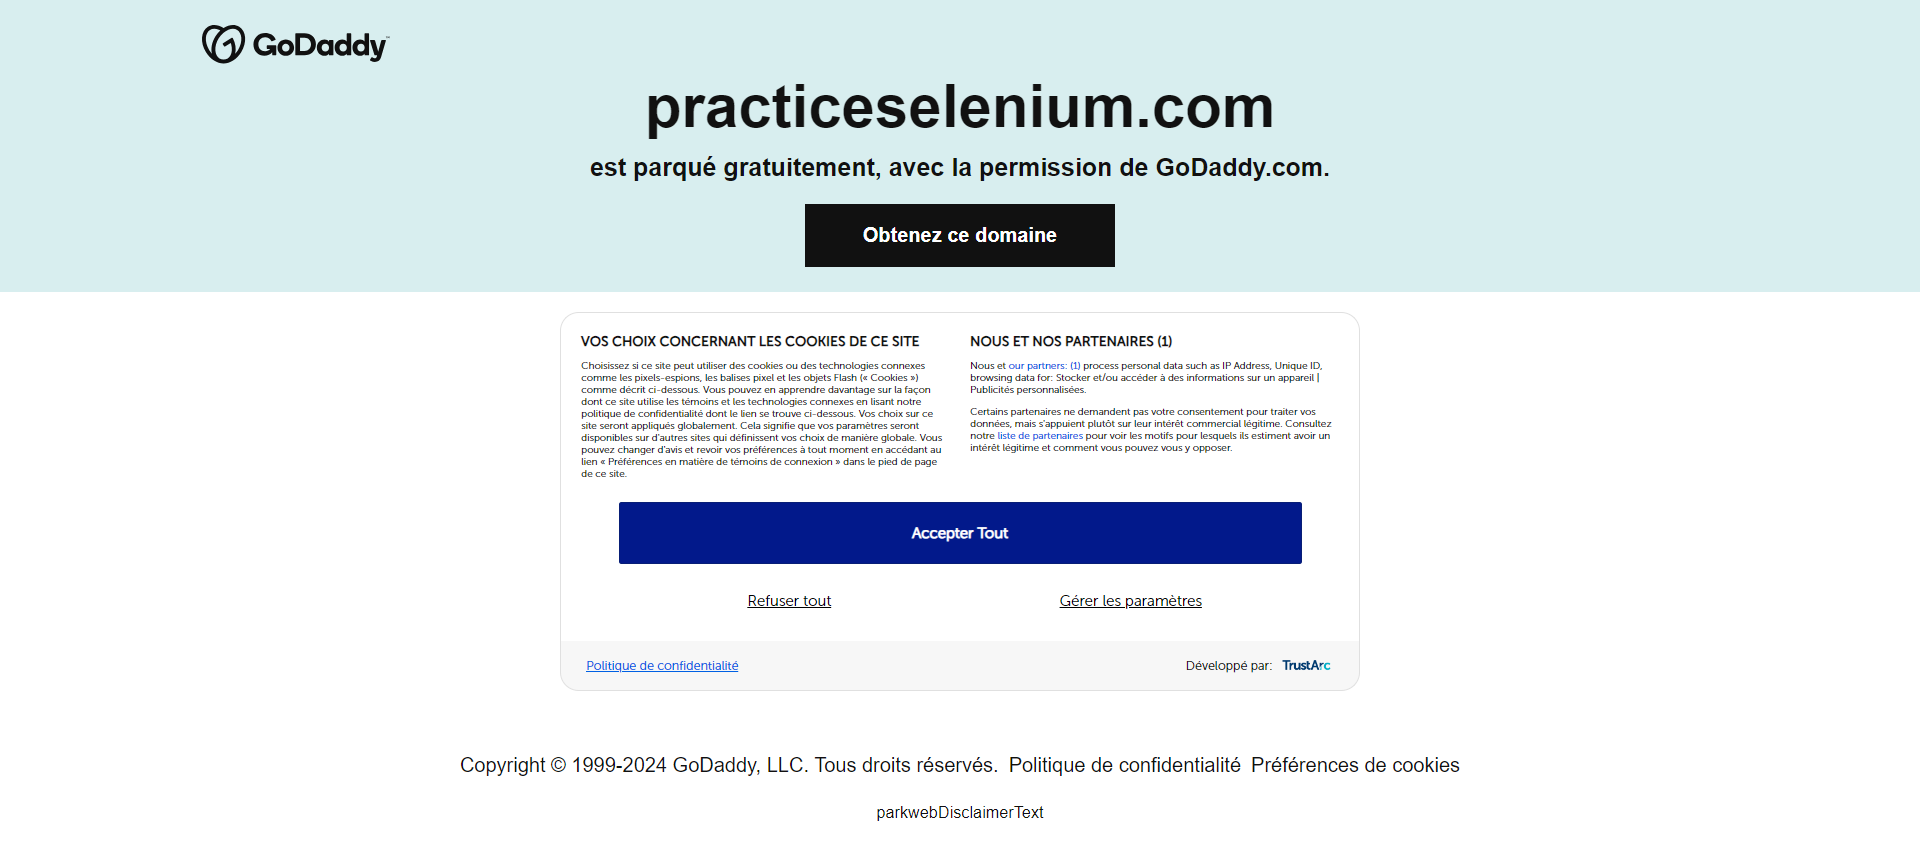 GoDaddy
practiceselenium.com
est parqué gratuitement, avec la permission de GoDaddy.com.
Obtenez ce domaine
VOS CHOIX CONCERNANT LES COOKIES DE CE SITE
Choisissez si ce site peut utiliser des cookies ou des technologies connexes
comme les pixels-espions, les balises pixel et les objets Flash (« Cookies »)
comme décrit ci-dessous. Vous pouvez en apprendre davantage sur la façon
dont ce site utilise les témoins et les technologies connexes en lisant notre
politique de confidentialité dont le lien se trouve ci-dessous. Vos choix sur ce
site seront appliqués globalement. Cela signifie que vos paramètres seront
disponibles sur d'autres sites qui définissent vos choix de manière globale. Vous
pouvez changer d'avis et revoir vos préférences à tout moment en accédant au
lien « Préférences en matière de témoins de connexion » dans le pied de page
de ce site.
NOUS ET NOS PARTENAIRES (1)
Nous et our partners: (1) process personal data such as IP Address, Unique ID,
browsing data for: Stocker et/ou accéder à des informations sur un appareil |
Publicités personnalisées.
Certains partenaires ne demandent pas votre consentement pour traiter vos
données, mais s'appuient plutôt sur leur intérêt commercial légitime. Consultez
notre liste de partenaires pour voir les motifs pour lesquels ils estiment avoir un
intérêt légitime et comment vous pouvez vous y opposer.
Accepter Tout
Refuser tout
Gérer les paramètres
Politique de confidentialité
Développé par: TrustArc
Copyright © 1999-2024 GoDaddy, LLC. Tous droits réservés. Politique de confidentialité Préférences de cookies
parkwebDisclaimerText